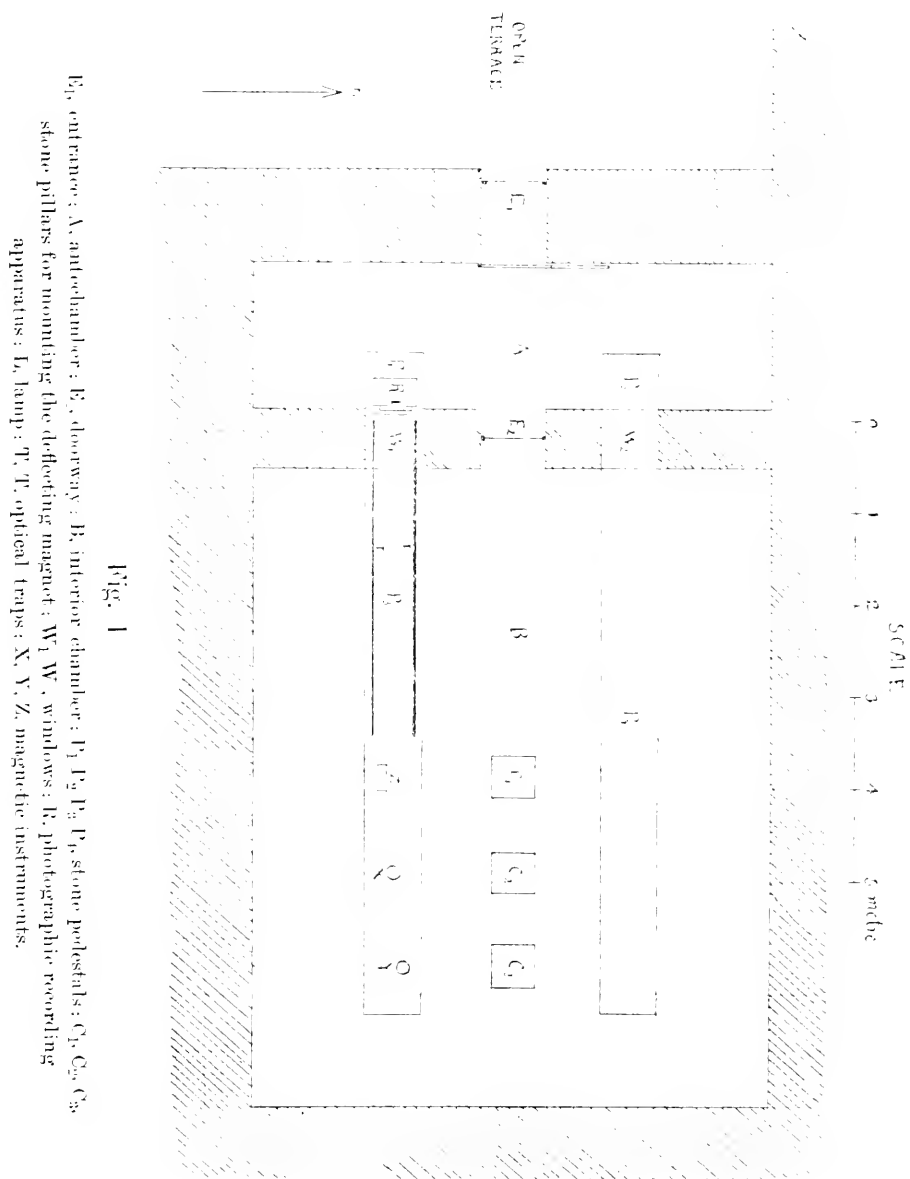 SCALE
0 1 2 3 4 5 metre
OPEN
TERRACE
E₁
A
E₂
W₁
W₂
B
C₁
C₂
C₃
Fig. 1
E₁, entrance; A, antechamber; E , doorway; B, interior chamber; P₁ P₂ P₃ P₄, stone pedestals; C₁, C₂, C₃,
stone pillars for mounting the deflecting magnet; W₁ W , windows; R, photographic recording
apparatus; L, lamp; T, T, optical traps; X, Y, Z, magnetic instruments.